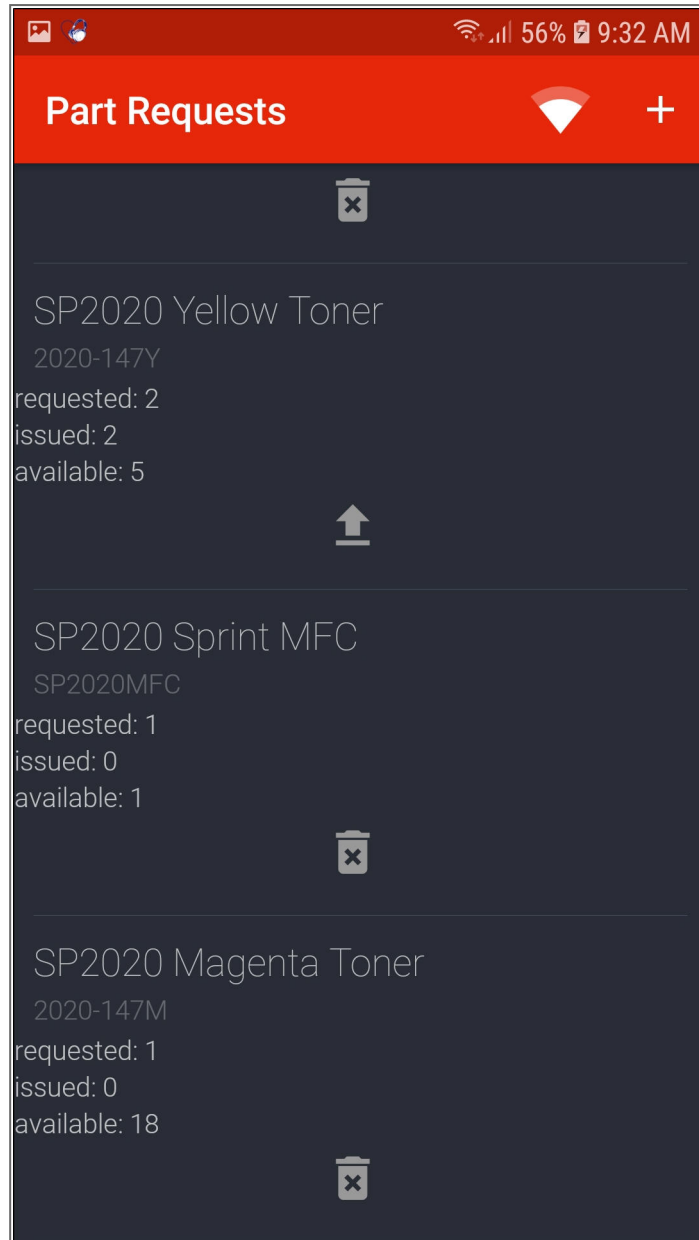 56% 9:32 AM
Part Requests
SP2020 Yellow Toner
2020-147Y
requested: 2
issued: 2
available: 5
SP2020 Sprint MFC
SP2020MFC
requested: 1
issued: 0
available: 1
SP2020 Magenta Toner
2020-147M
requested: 1
issued: 0
available: 18